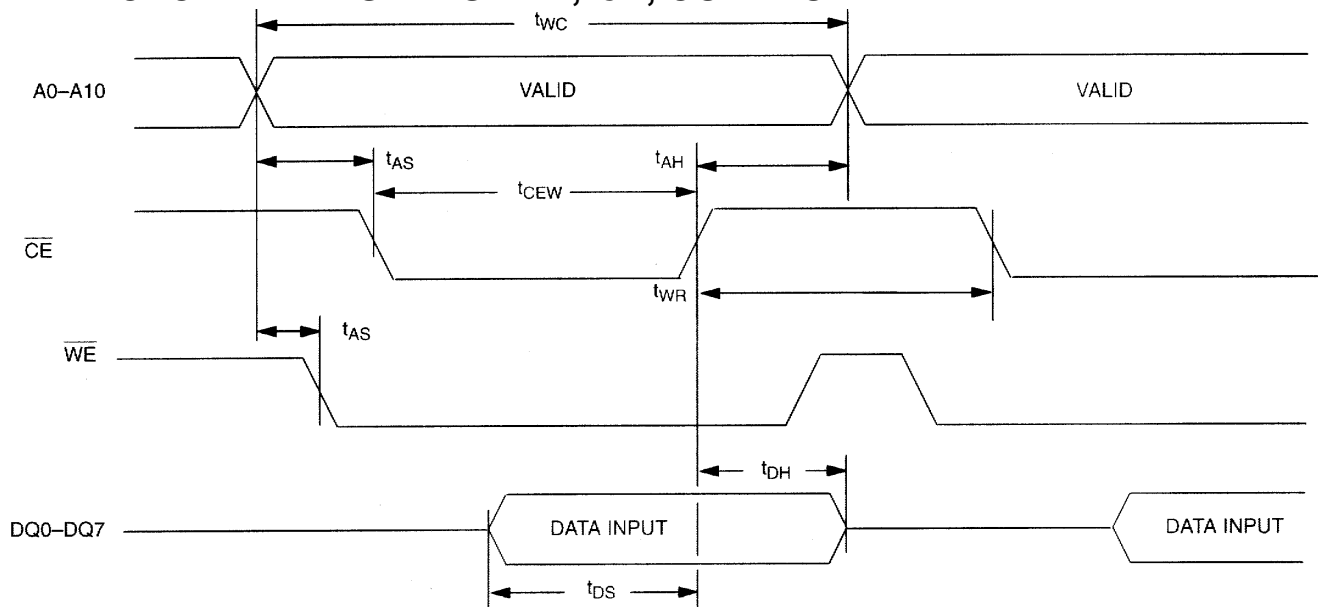 tWC
A0–A10
VALID
VALID
tAS
tAH
tCEW
CE
tWR
tAS
WE
tDH
DQ0–DQ7
DATA INPUT
DATA INPUT
tDS